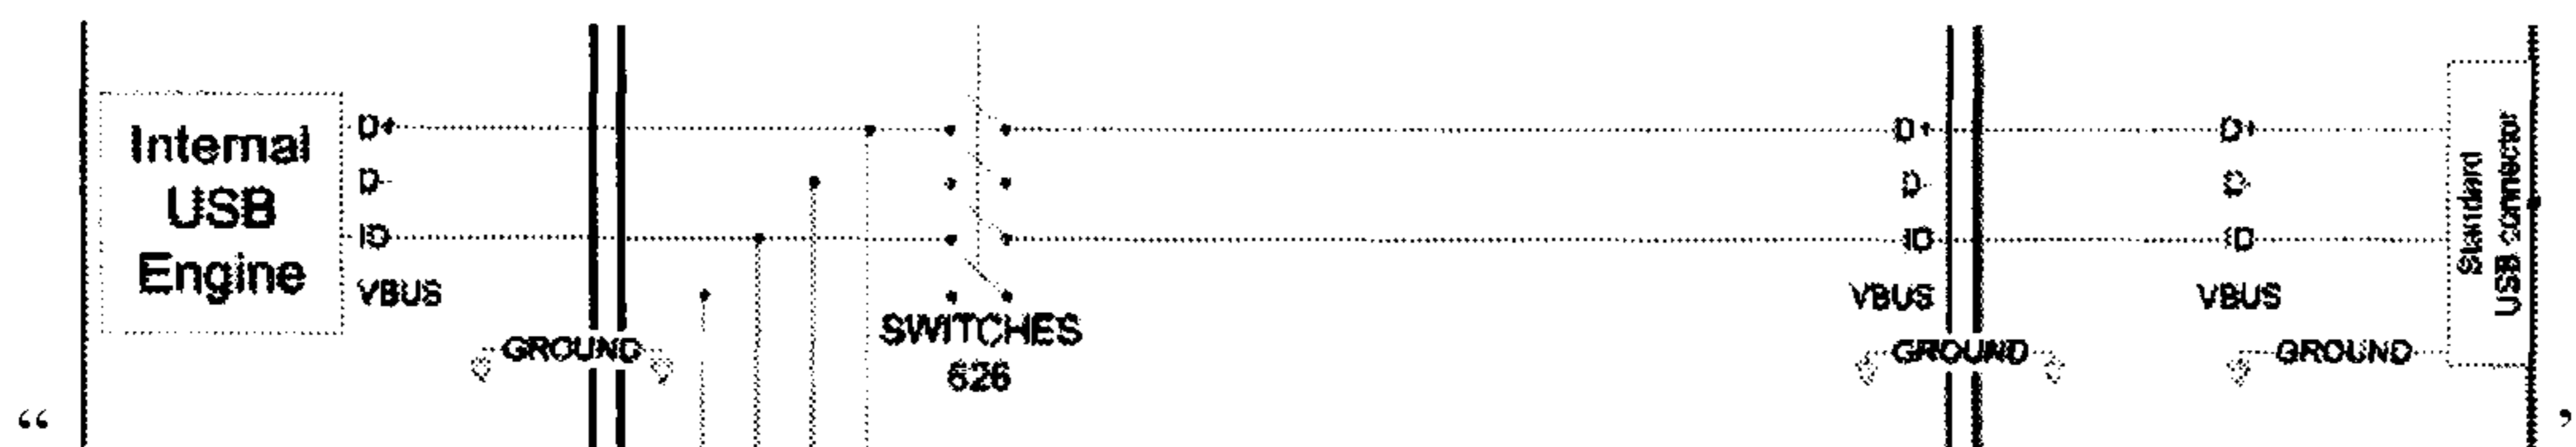 Internal
USB
Engine
D+
D-
ID
VBUS
GROUND
SWITCHES
626
D+
D-
ID
VBUS
GROUND
D+
D-
ID
VBUS
GROUND
Standard
USB connector
“
,